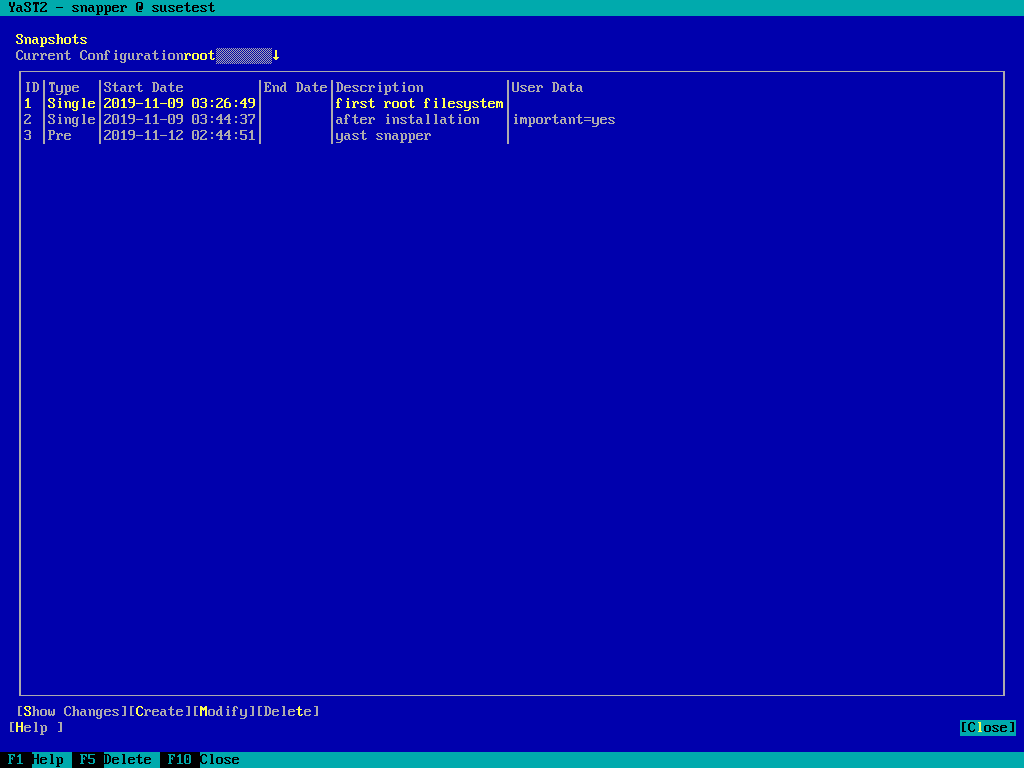 YaST2 - snapper @ susetest
Snapshots
Current Configurationroot↓
ID|Type |Start Date |End Date|Description |User Data
1 |Single|2019-11-09 03:26:49| |first root filesystem|
2 |Single|2019-11-09 03:44:37| |after installation |important=yes
3 |Pre |2019-11-12 02:44:51| |yast snapper |
[Show Changes][Create][Modify][Delete]
[Help ] [Close]
F1 Help F5 Delete F10 Close